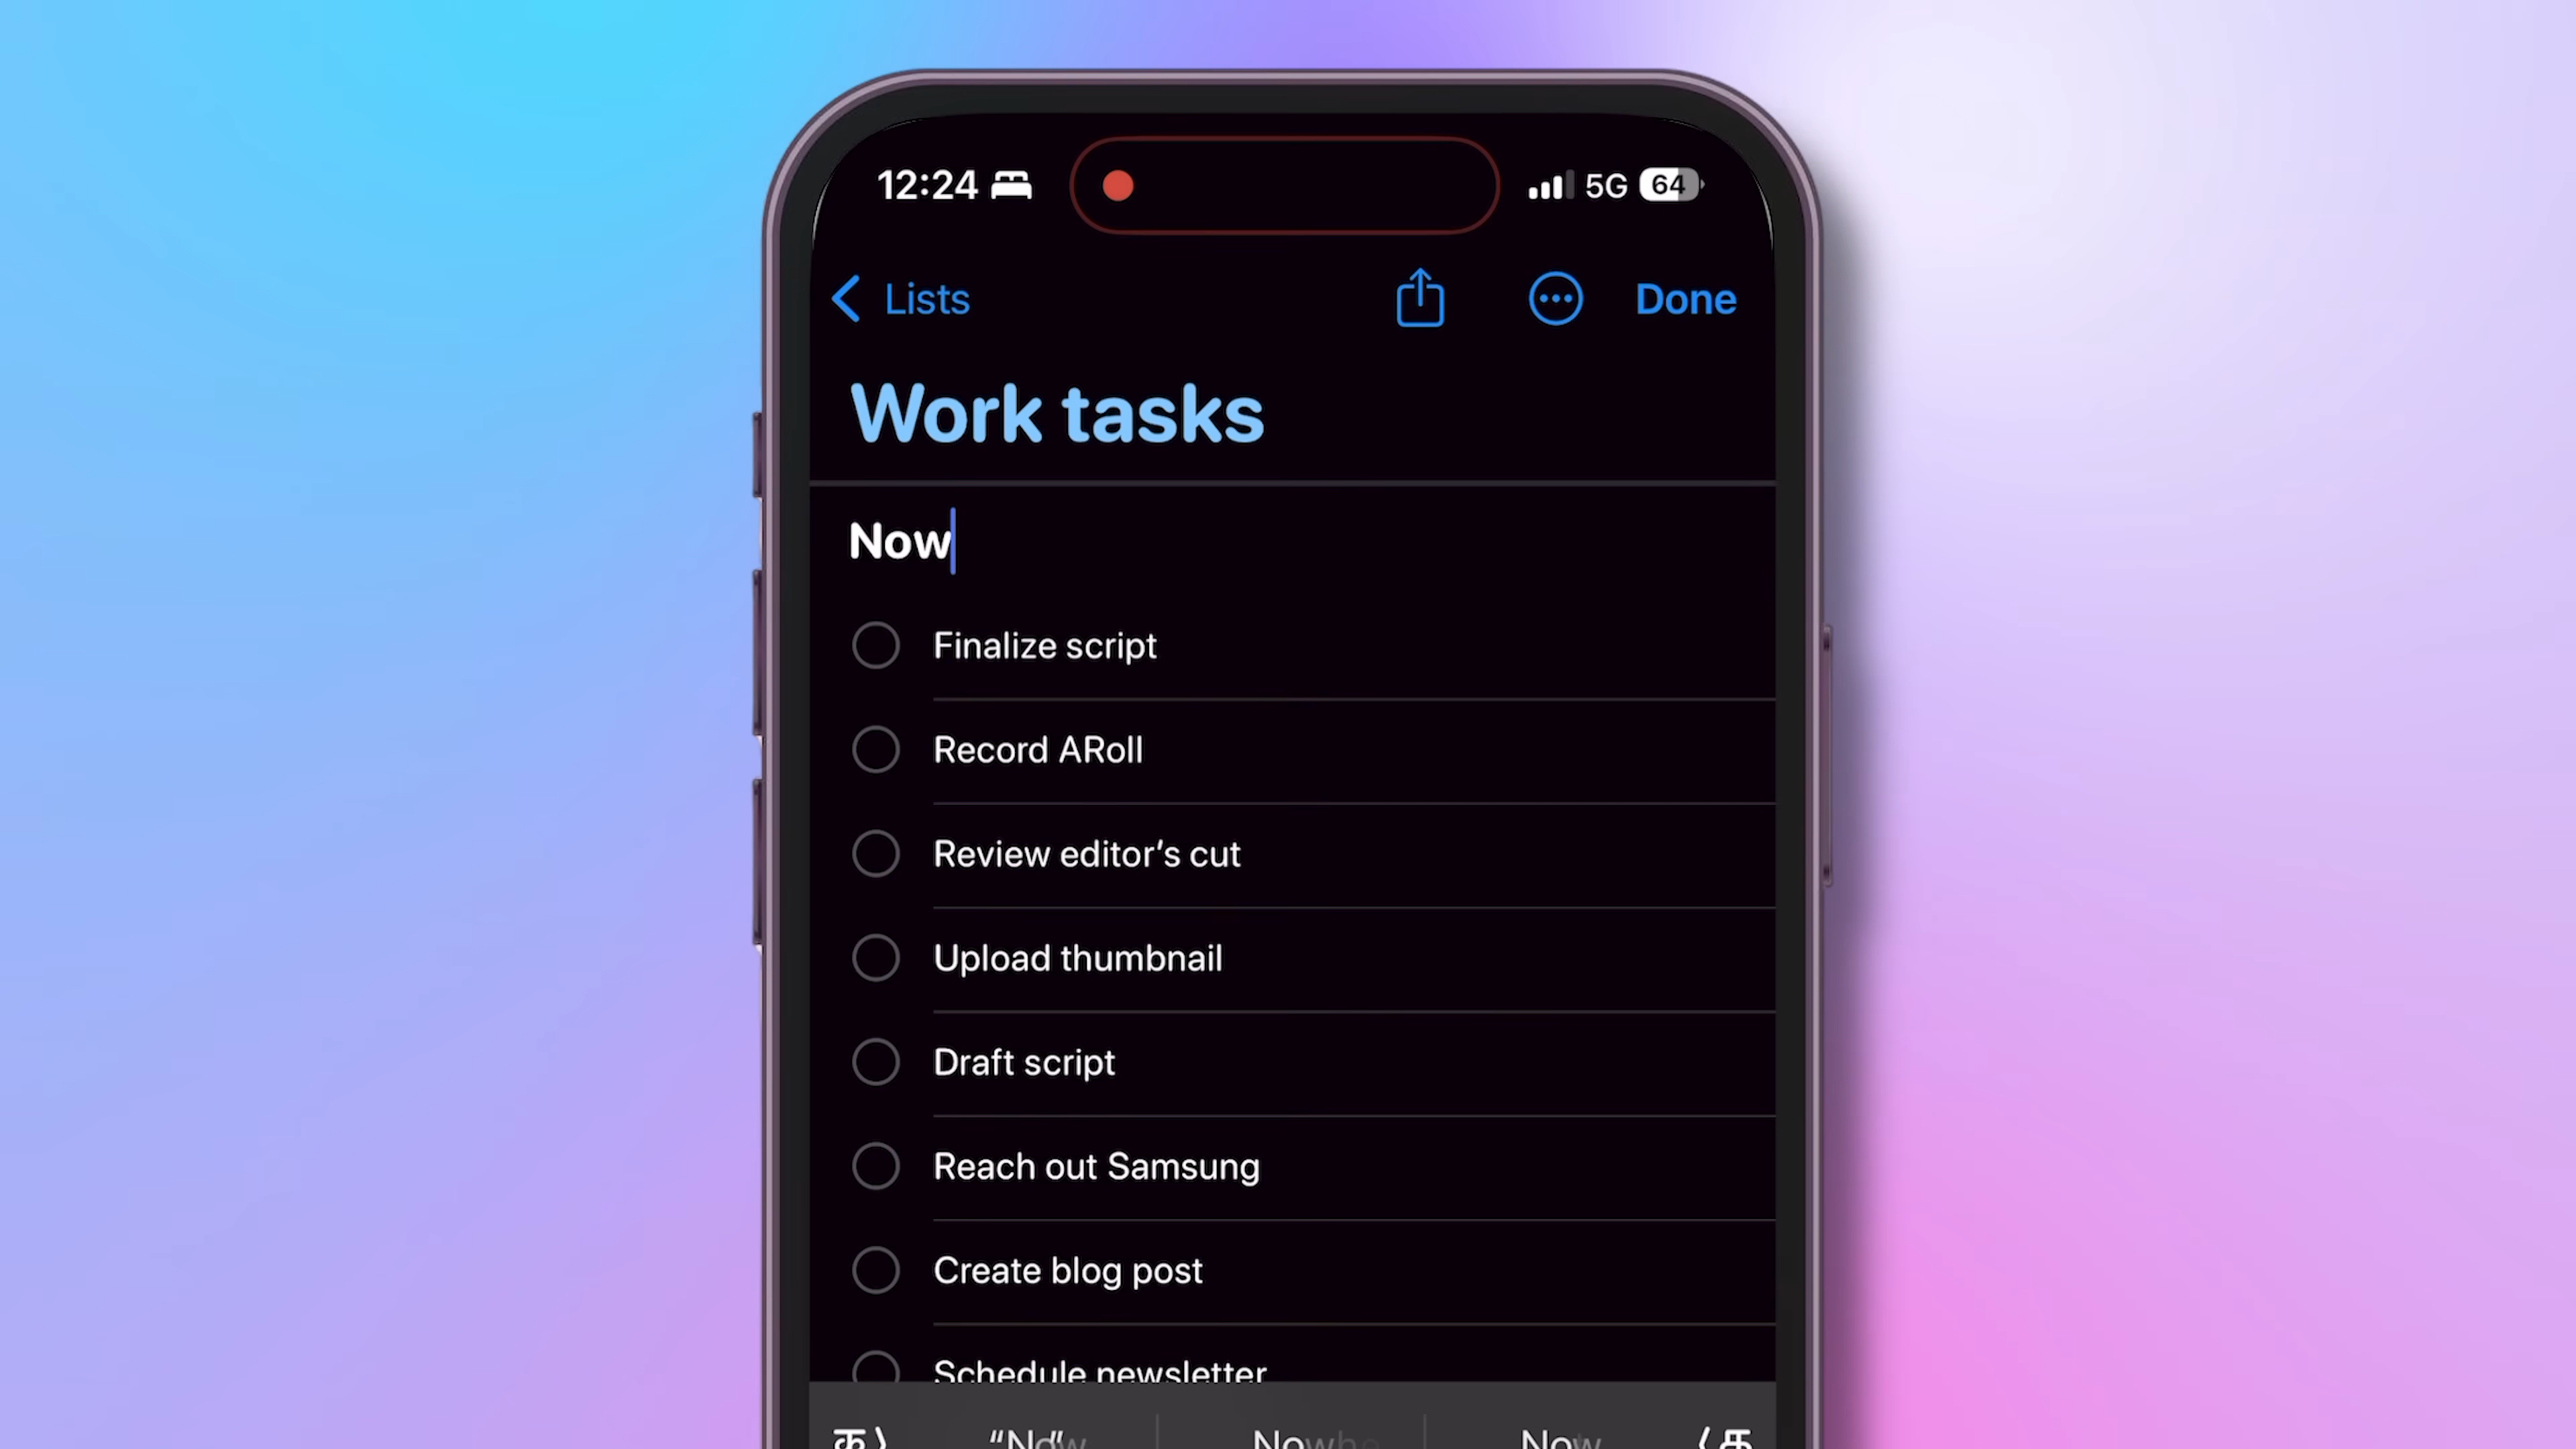 12:24 5G 64
Lists Done
Work tasks
Now
Finalize script
Record ARoll
Review editor’s cut
Upload thumbnail
Draft script
Reach out Samsung
Create blog post
Schedule newsletter